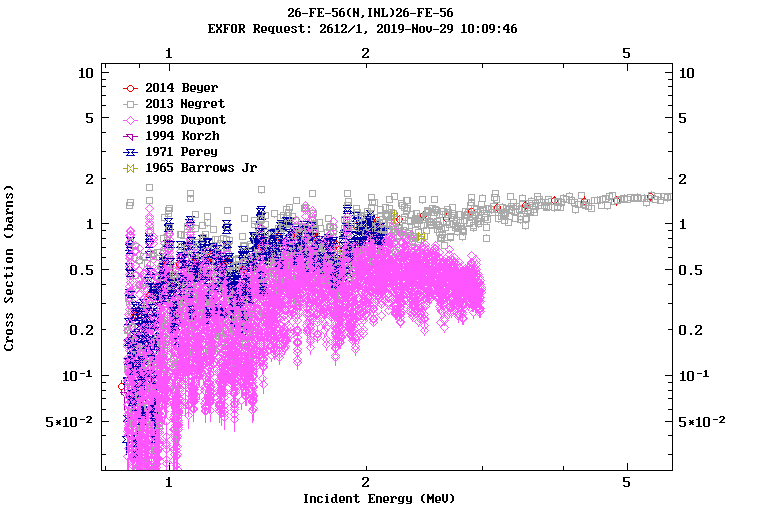 26-FE-56(N,INL)26-FE-56
EXFOR Request: 2612/1, 2019-Nov-29 10:09:46
1 2 5
10 10
5 5
2 2
1 1
0.5 0.5
0.2 0.2
10⁻¹ 10⁻¹
5*10⁻² 5*10⁻²
2014 Beyer
2013 Negret
1998 Dupont
1994 Korzh
1971 Perey
1965 Barrows Jr
Cross Section (barns)
1 2 5
Incident Energy (MeV)